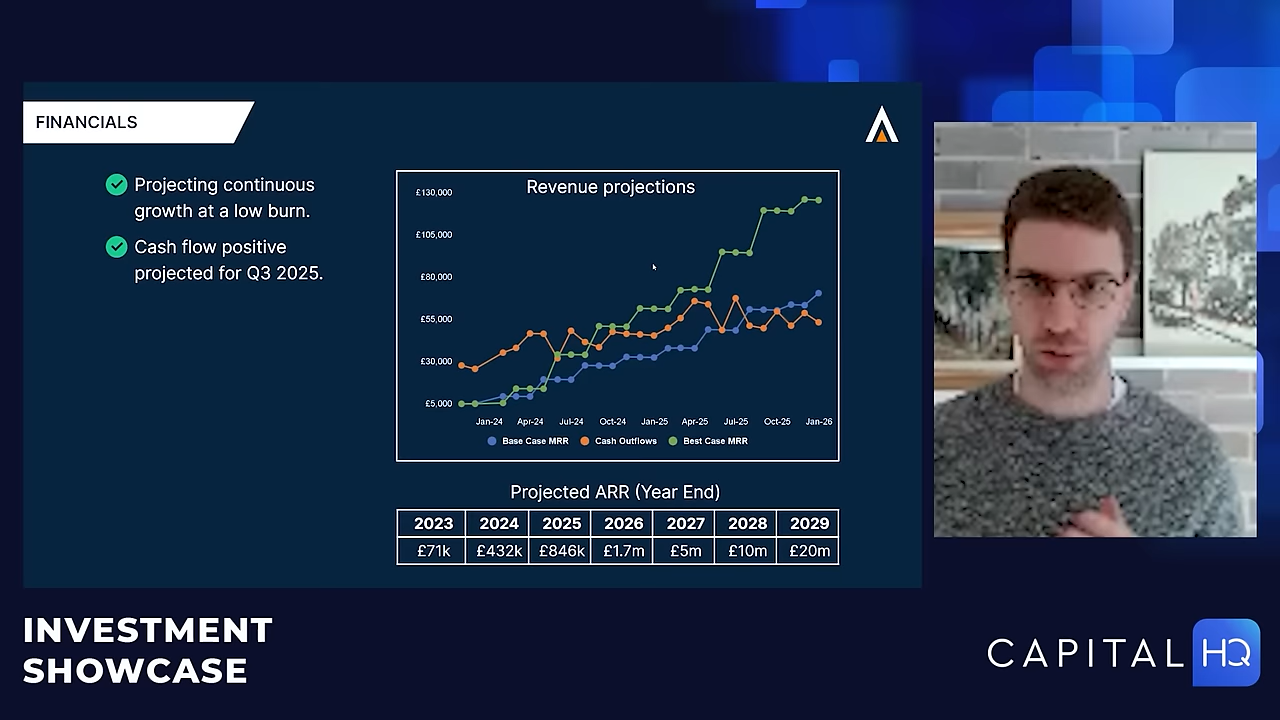 FINANCIALS
Projecting continuous
growth at a low burn.
Cash flow positive
projected for Q3 2025.
Revenue projections
£130,000
£105,000
£80,000
£55,000
£30,000
£5,000
Jan-24 Apr-24 Jul-24 Oct-24 Jan-25 Apr-25 Jul-25 Oct-25 Jan-26
Base Case MRR Cash Outflows Best Case MRR
Projected ARR (Year End)
2023 2024 2025 2026 2027 2028 2029
£71k £432k £846k £1.7m £5m £10m £20m
INVESTMENT
SHOWCASE
CAPITAL HQ